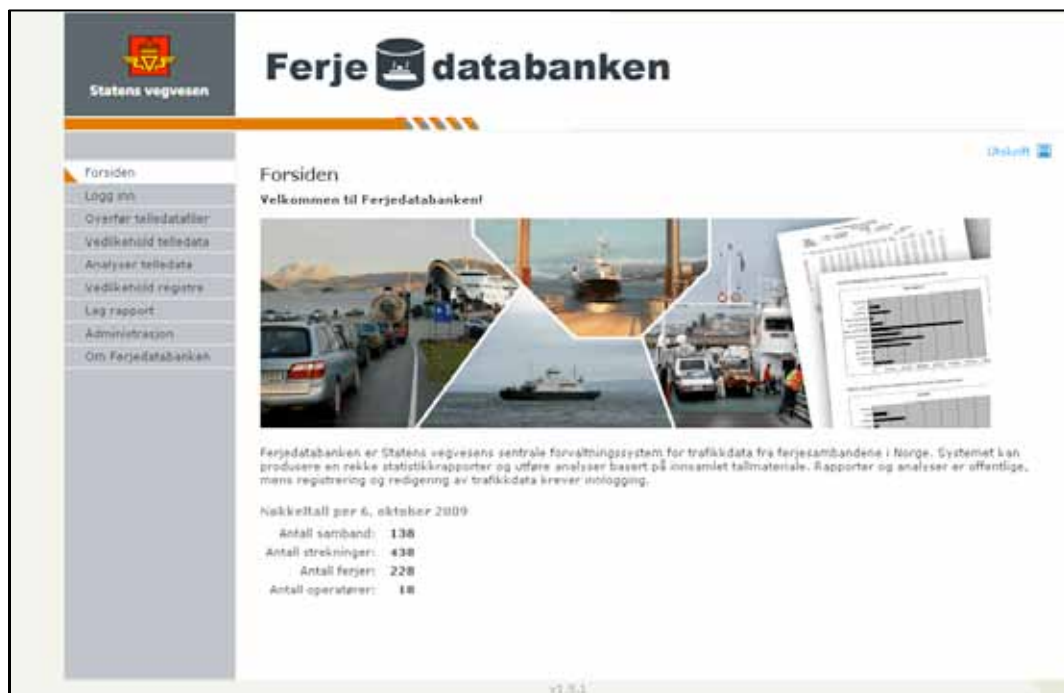 Statens vegvesen
Ferje databanken
Utskrift
Forsiden
Logg inn
Overfør telledatafiler
Vedlikehold telledata
Analyser telledata
Vedlikehold registre
Lag rapport
Administrasjon
Om Ferjedatabanken
Forsiden
Velkommen til Ferjedatabanken!
Ferjedatabanken er Statens vegvesens sentrale forvaltningssystem for trafikkdata fra ferjesambandene i Norge. Systemet kan
produsere en rekke statistikkrapporter og utføre analyser basert på innsamlet tallmateriale. Rapporter og analyser er offentlige,
mens registrering og redigering av trafikkdata krever innlogging.
Nøkkeltall per 6. oktober 2009
Antall samband: 138
Antall strekninger: 438
Antall ferjer: 228
Antall operatører: 18